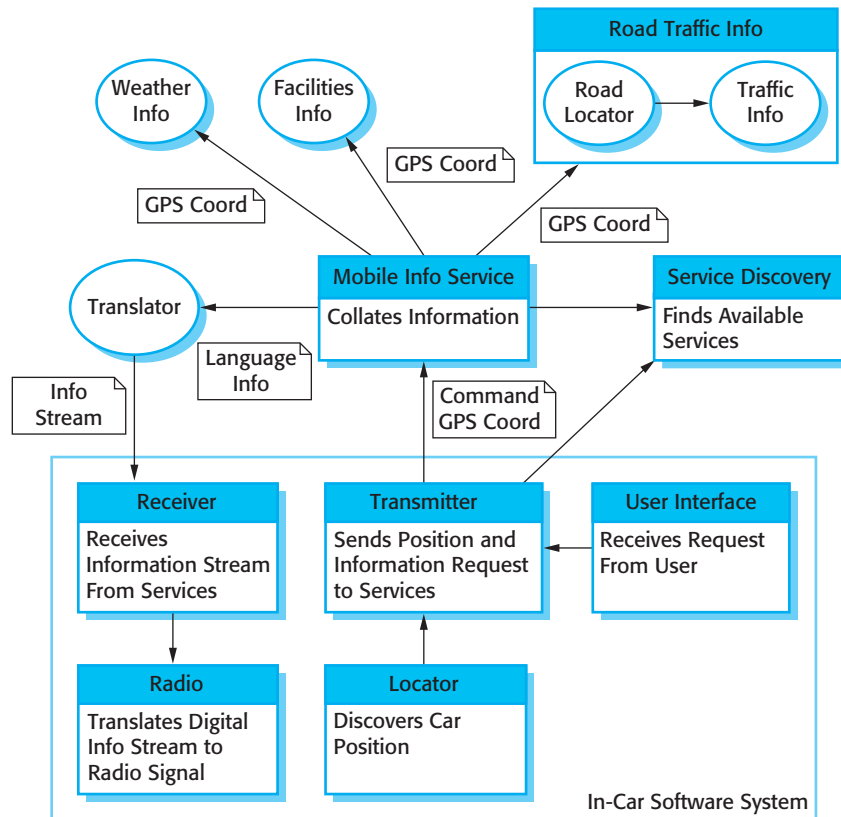 Road Traffic Info
Weather
Info
Facilities
Info
Road
Locator
Traffic
Info
GPS Coord
GPS Coord
GPS Coord
Mobile Info Service
Collates Information
Service Discovery
Finds Available
Services
Translator
Language
Info
Info
Stream
Command
GPS Coord
Receiver
Receives
Information Stream
From Services
Transmitter
Sends Position and
Information Request
to Services
User Interface
Receives Request
From User
Radio
Translates Digital
Info Stream to
Radio Signal
Locator
Discovers Car
Position
In-Car Software System